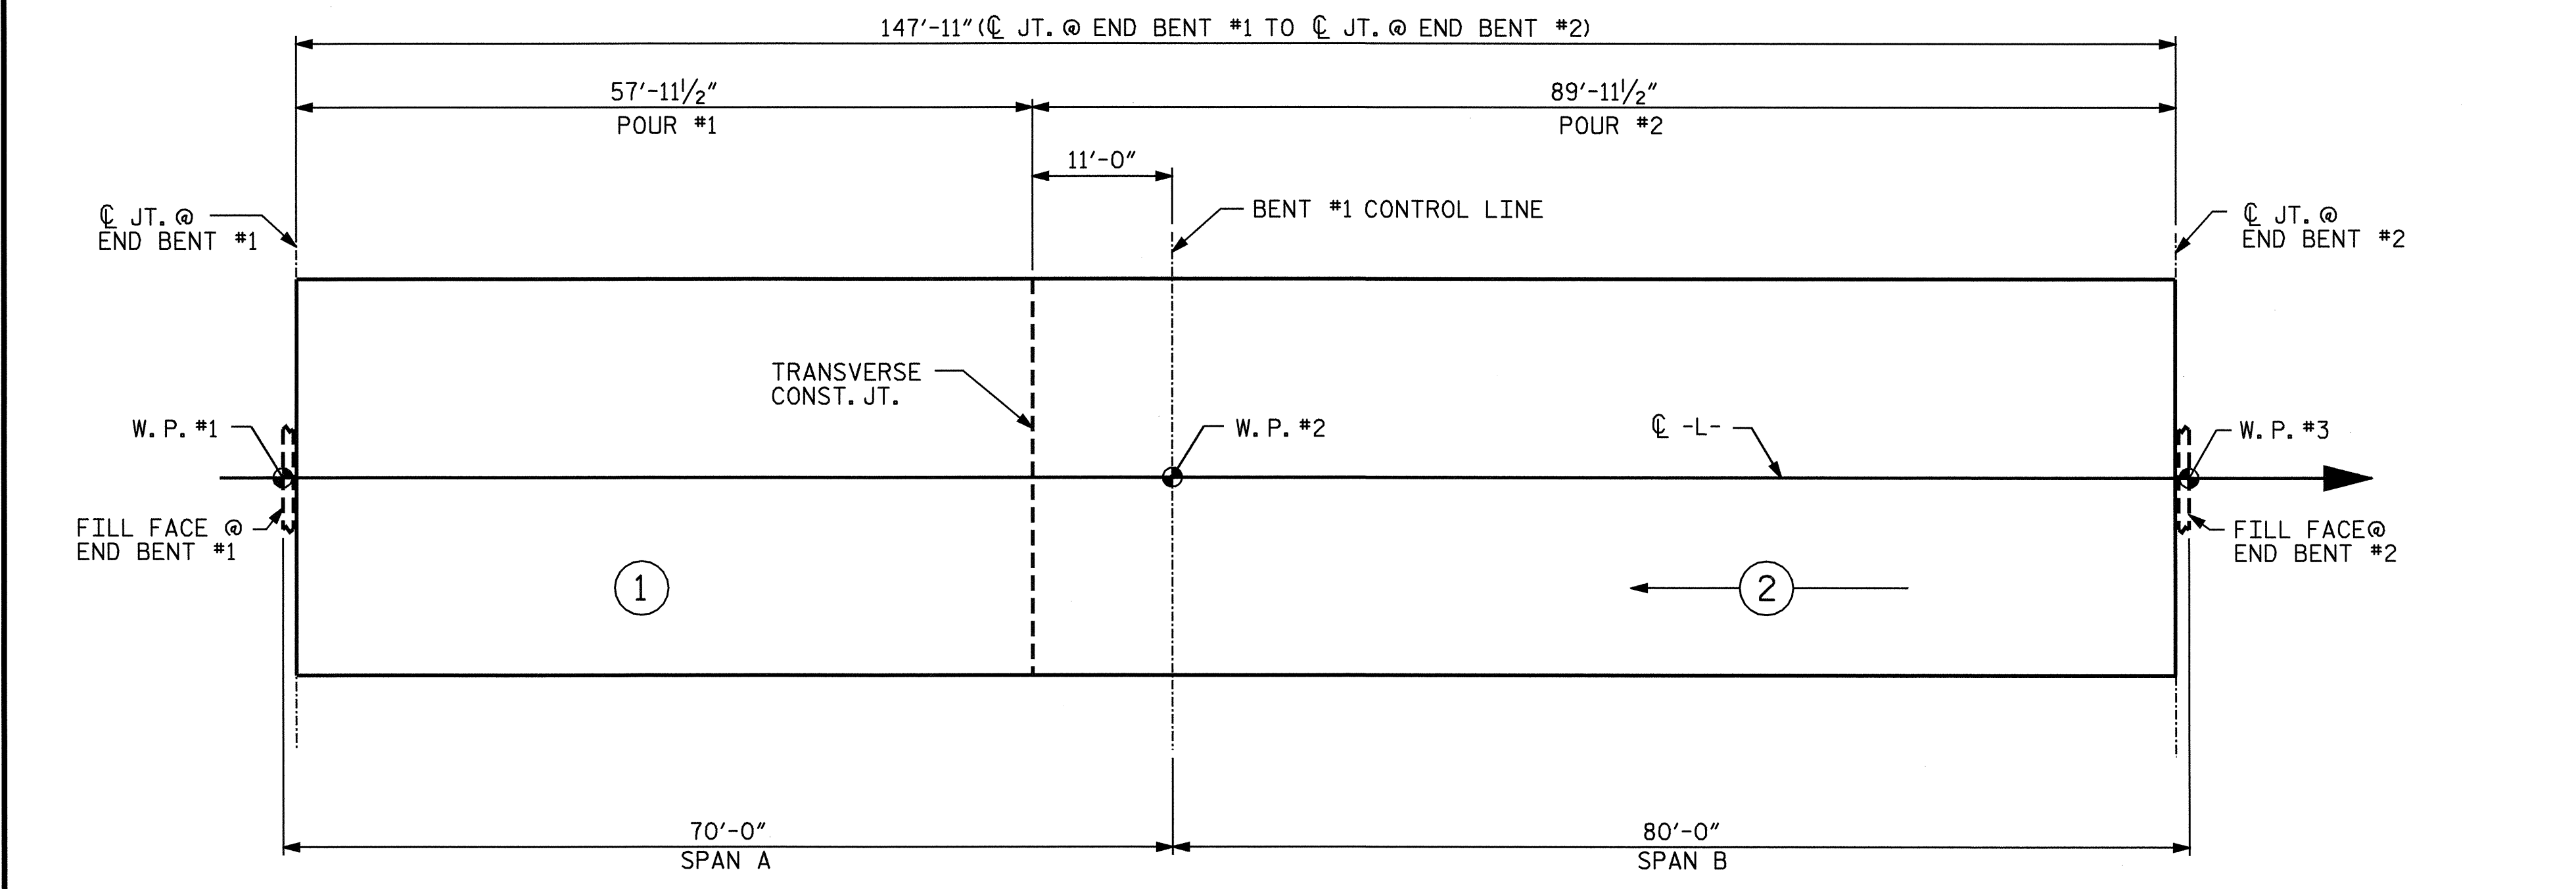 147'-11" (℄ JT. @ END BENT #1 TO ℄ JT. @ END BENT #2)
57'-11½"
89'-11½"
POUR #1
POUR #2
11'-0"
℄ JT. @
END BENT #1
BENT #1 CONTROL LINE
℄ JT. @
END BENT #2
TRANSVERSE
CONST. JT.
W.P. #1
W.P. #2
℄ -L-
W.P. #3
FILL FACE @
END BENT #1
FILL FACE@
END BENT #2
1
2
70'-0"
SPAN A
80'-0"
SPAN B